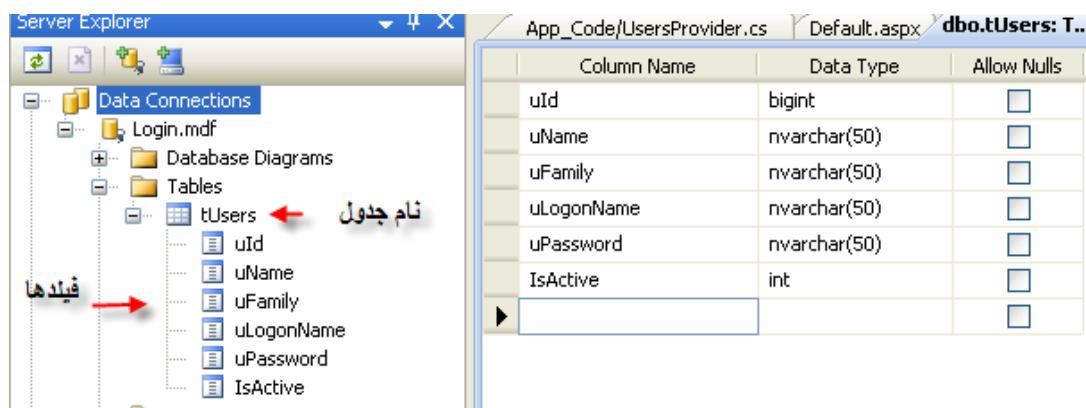 Server Explorer
Data Connections
Login.mdf
Database Diagrams
Tables
tUsers
نام جدول
uId
uName
فیلدها
uFamily
uLogonName
uPassword
IsActive
App_Code/UsersProvider.cs Default.aspx dbo.tUsers: T...
Column Name Data Type Allow Nulls
uId bigint
uName nvarchar(50)
uFamily nvarchar(50)
uLogonName nvarchar(50)
uPassword nvarchar(50)
IsActive int